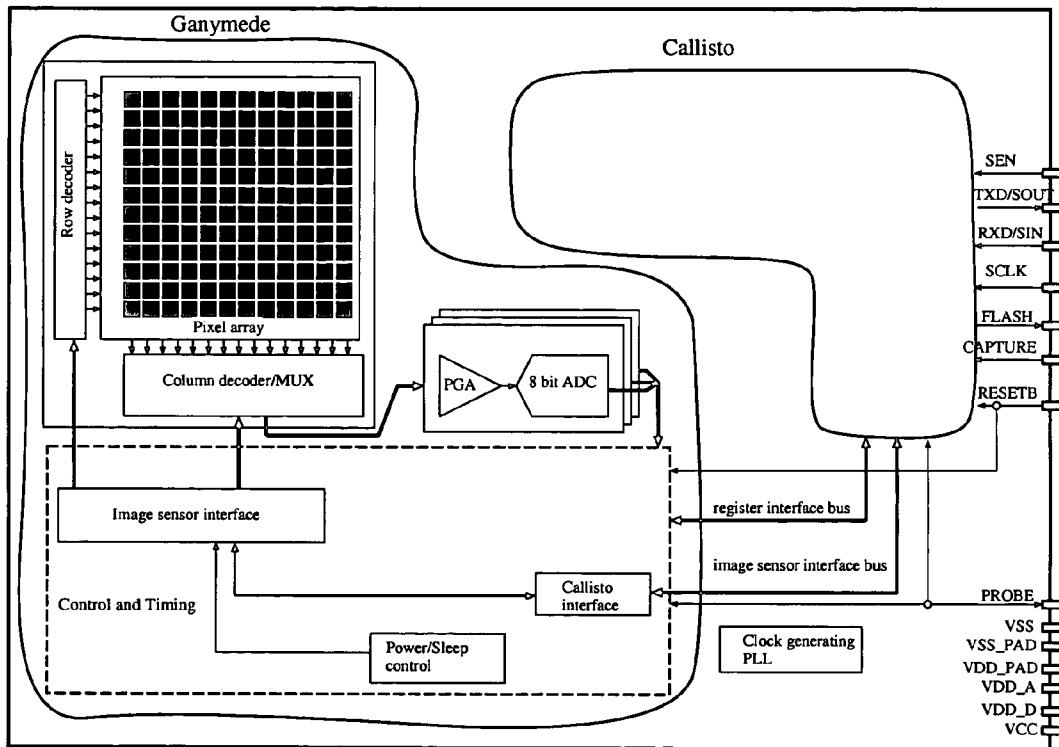 Ganymede
Callisto
Row decoder
Pixel array
Column decoder/MUX
PGA
8 bit ADC
SEN
TXD/SOUT
RXD/SIN
SCLK
FLASH
CAPTURE
RESETB
Image sensor interface
register interface bus
image sensor interface bus
Control and Timing
Callisto
interface
Power/Sleep
control
Clock generating
PLL
PROBE
VSS
VSS_PAD
VDD_PAD
VDD_A
VDD_D
VCC